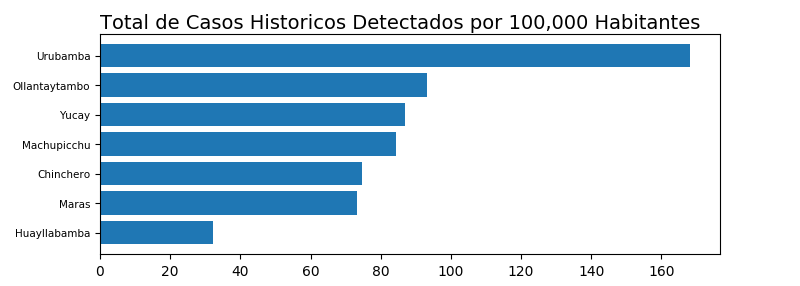 Total de Casos Historicos Detectados por 100,000 Habitantes
Urubamba
Ollantaytambo
Yucay
Machupicchu
Chinchero
Maras
Huayllabamba
0 20 40 60 80 100 120 140 160